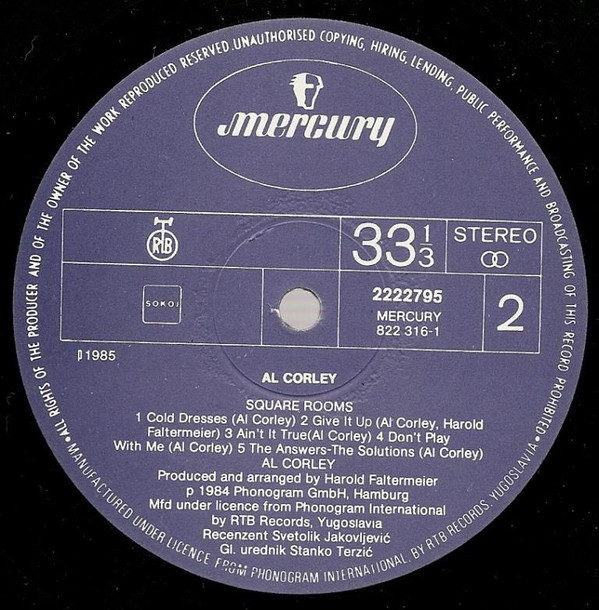 ALL RIGHTS OF THE PRODUCER AND OF THE OWNER OF THE WORK REPRODUCED RESERVED. UNAUTHORISED COPYING, HIRING, LENDING, PUBLIC PERFORMANCE AND BROADCASTING OF THIS RECORD PROHIBITED •
mercury
RTB
33 1/3
STEREO
SOKOJ
2222795
MERCURY
822 316-1
2
p 1985
AL CORLEY
SQUARE ROOMS
1 Cold Dresses (Al Corley) 2 Give It Up (Al Corley, Harold
Faltermeier) 3 Ain't It True(Al Corley) 4 Don't Play
With Me (Al Corley) 5 The Answers-The Solutions (Al Corley)
AL CORLEY
Produced and arranged by Harold Faltermeier
p 1984 Phonogram GmbH, Hamburg
Mfd under licence from Phonogram International
by RTB Records, Yugoslavia
Recenzent Svetolik Jakovljević
Gl. urednik Stanko Terzić
• MANUFACTURED UNDER LICENCE FROM PHONOGRAM INTERNATIONAL, BY RTB RECORDS, YUGOSLAVIA •